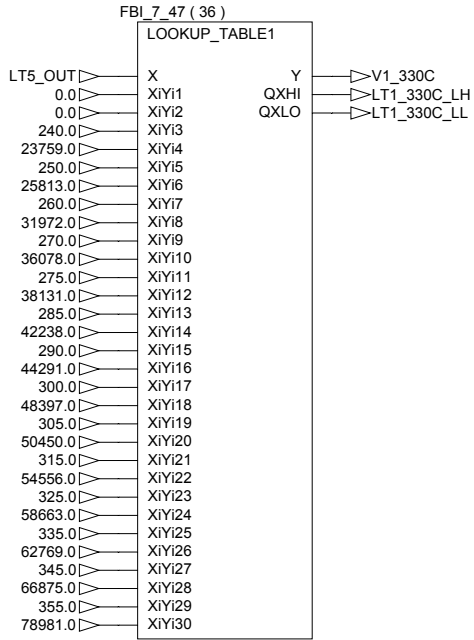 FBI_7_47 ( 36 )
LOOKUP_TABLE1
LT5_OUT X Y V1_330C
0.0 XiYi1 QXHI LT1_330C_LH
0.0 XiYi2 QXLO LT1_330C_LL
240.0 XiYi3
23759.0 XiYi4
250.0 XiYi5
25813.0 XiYi6
260.0 XiYi7
31972.0 XiYi8
270.0 XiYi9
36078.0 XiYi10
275.0 XiYi11
38131.0 XiYi12
285.0 XiYi13
42238.0 XiYi14
290.0 XiYi15
44291.0 XiYi16
300.0 XiYi17
48397.0 XiYi18
305.0 XiYi19
50450.0 XiYi20
315.0 XiYi21
54556.0 XiYi22
325.0 XiYi23
58663.0 XiYi24
335.0 XiYi25
62769.0 XiYi26
345.0 XiYi27
66875.0 XiYi28
355.0 XiYi29
78981.0 XiYi30